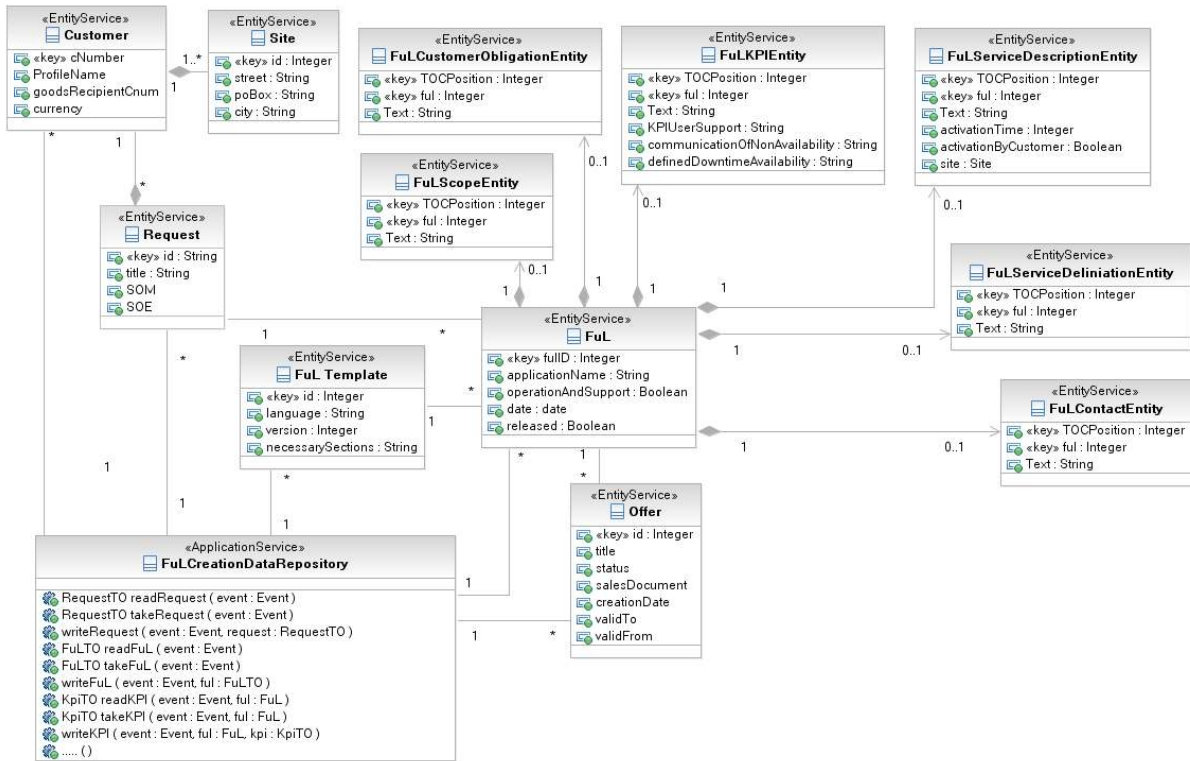 «EntityService»
Customer
«key» cNumber
ProfileName
goodsRecipientCnum
currency
«EntityService»
Site
«key» id : Integer
street : String
poBox : String
city : String
1..*
1
«EntityService»
FuLCustomerObligationEntity
«key» TOCPosition : Integer
«key» ful : Integer
Text : String
«EntityService»
FuLKPIEntity
«key» TOCPosition : Integer
«key» ful : Integer
Text : String
KPIUserSupport : String
communicationOfNonAvailability : String
definedDowntimeAvailability : String
«EntityService»
FuLServiceDescriptionEntity
«key» TOCPosition : Integer
«key» ful : Integer
Text : String
activationTime : Integer
activationByCustomer : Boolean
site : Site
*
1
*
0..1
0..1
0..1
«EntityService»
FuLScopeEntity
«key» TOCPosition : Integer
«key» ful : Integer
Text : String
0..1
«EntityService»
Request
«key» id : String
title : String
SOM
SOE
«EntityService»
FuLServiceDeliniationEntity
«key» TOCPosition : Integer
«key» ful : Integer
Text : String
1
1
1
1
1
*
1
0..1
*
«EntityService»
FuL
«key» fulID : Integer
applicationName : String
operationAndSupport : Boolean
date : date
released : Boolean
«EntityService»
FuL Template
«key» id : Integer
language : String
version : Integer
necessarySections : String
*
1
«EntityService»
FuLContactEntity
«key» TOCPosition : Integer
«key» ful : Integer
Text : String
1
0..1
*
1
*
*
1
1
1
«EntityService»
Offer
«key» id : Integer
title
status
salesDocument
creationDate
validTo
validFrom
«ApplicationService»
FuLCreationDataRepository
RequestTO readRequest ( event : Event )
RequestTO takeRequest ( event : Event )
writeRequest ( event : Event, request : RequestTO )
FuLTO readFuL ( event : Event )
FuLTO takeFuL ( event : Event )
writeFuL ( event : Event, ful : FuLTO )
KpiTO readKPI ( event : Event, ful : FuL )
KpiTO takeKPI ( event : Event, ful : FuL )
writeKPI ( event : Event, ful : FuL, kpi : KpiTO )
..... ( )
1
1
*